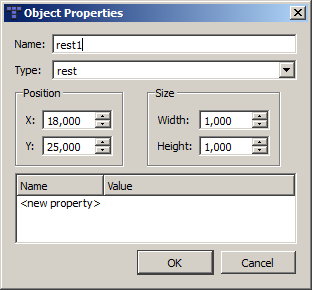 Object Properties
Name: rest1
Type: rest
Position
X: 18,000
Y: 25,000
Size
Width: 1,000
Height: 1,000
Name Value
<new property>
OK Cancel